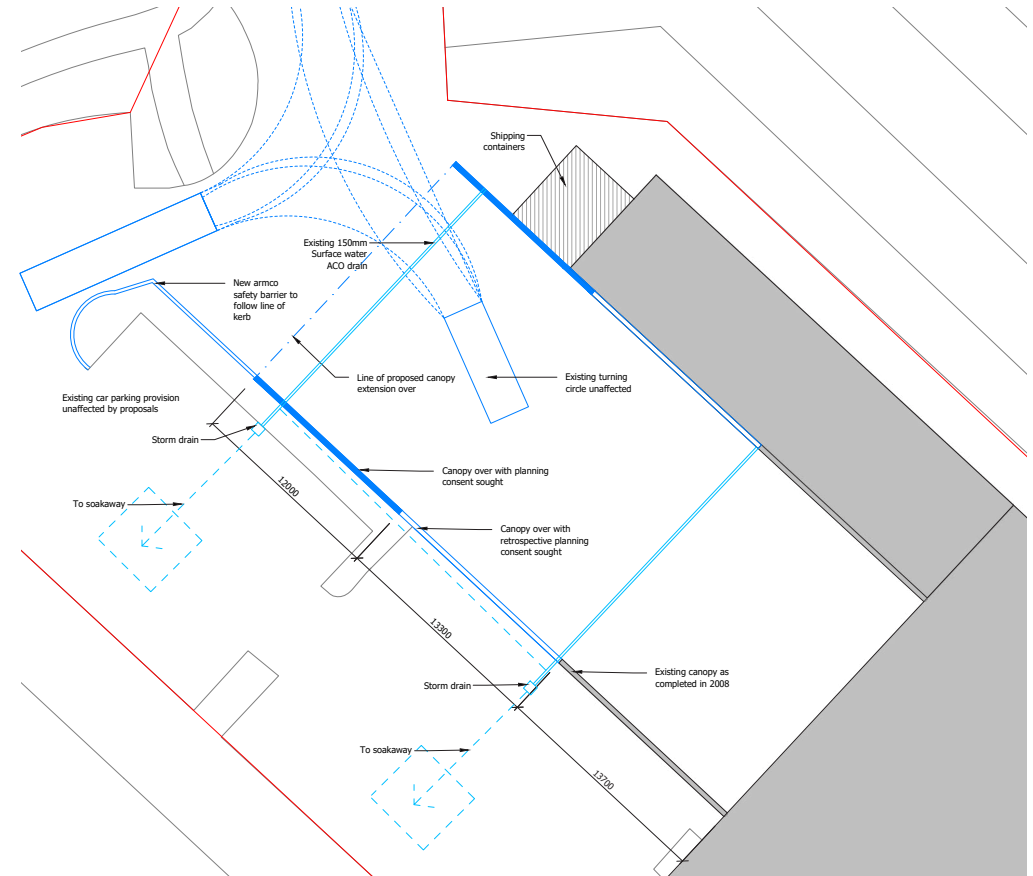 Shipping
containers
Existing 150mm
Surface water
ACO drain
New armco
safety barrier to
follow line of
kerb
Line of proposed canopy
extension over
Existing turning
circle unaffected
Existing car parking provision
unaffected by proposals
Storm drain
Canopy over with planning
consent sought
12000
To soakaway
Canopy over with
retrospective planning
consent sought
13300
Existing canopy as
completed in 2008
Storm drain
To soakaway
13700